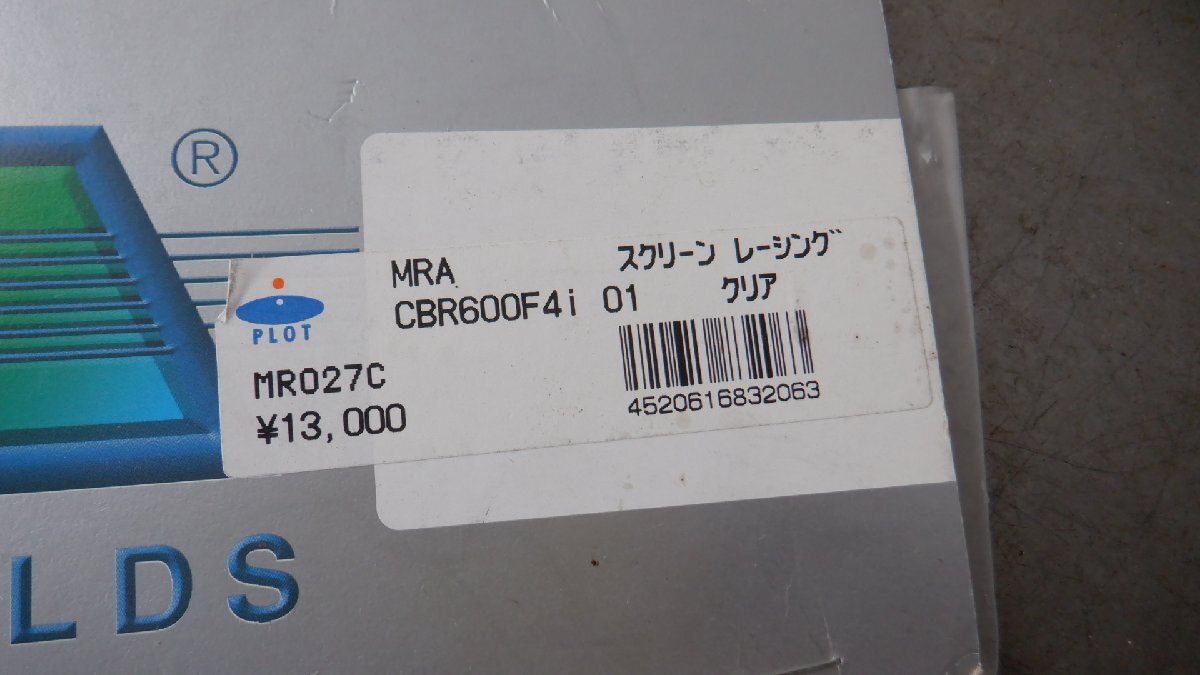 ®
MRA スクリーン レーシング
CBR600F4i 01 クリア
PLOT
MR027C
¥13,000
4520616832063
LDS